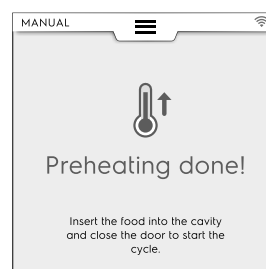 MANUAL
Preheating done!
Insert the food into the cavity
and close the door to start the
cycle.